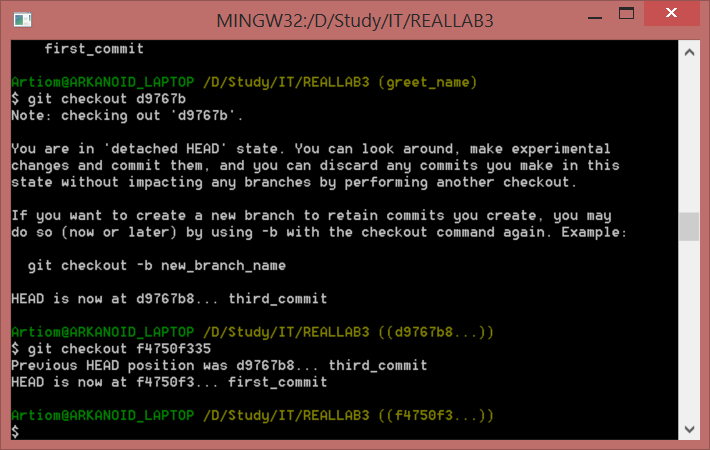 MINGW32:/D/Study/IT/REALLAB3
first_commit
Artiom@ARKANOID_LAPTOP /D/Study/IT/REALLAB3 (greet_name)
$ git checkout d9767b
Note: checking out 'd9767b'.
You are in 'detached HEAD' state. You can look around, make experimental
changes and commit them, and you can discard any commits you make in this
state without impacting any branches by performing another checkout.
If you want to create a new branch to retain commits you create, you may
do so (now or later) by using -b with the checkout command again. Example:
git checkout -b new_branch_name
HEAD is now at d9767b8... third_commit
Artiom@ARKANOID_LAPTOP /D/Study/IT/REALLAB3 ((d9767b8...))
$ git checkout f4750f335
Previous HEAD position was d9767b8... third_commit
HEAD is now at f4750f3... first_commit
Artiom@ARKANOID_LAPTOP /D/Study/IT/REALLAB3 ((f4750f3...))
$